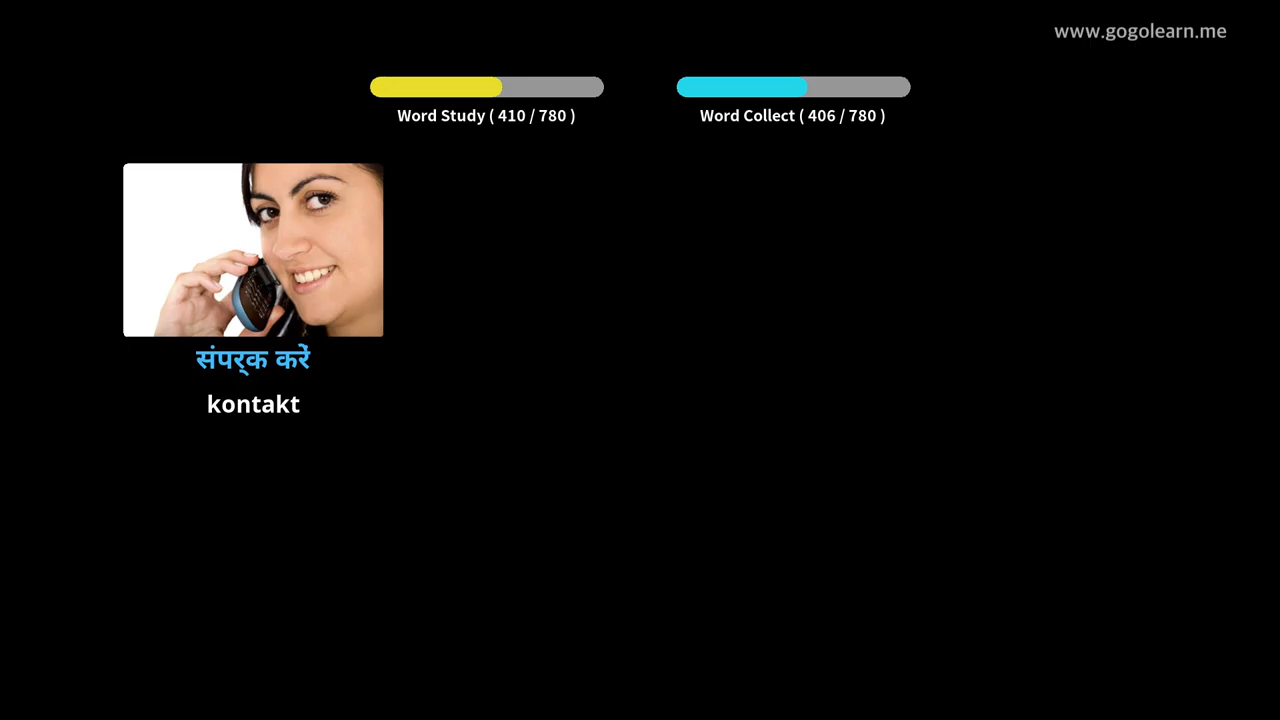 www.gogolearn.me
Word Study ( 410 / 780 )
Word Collect ( 406 / 780 )
संपर्क करें
kontakt